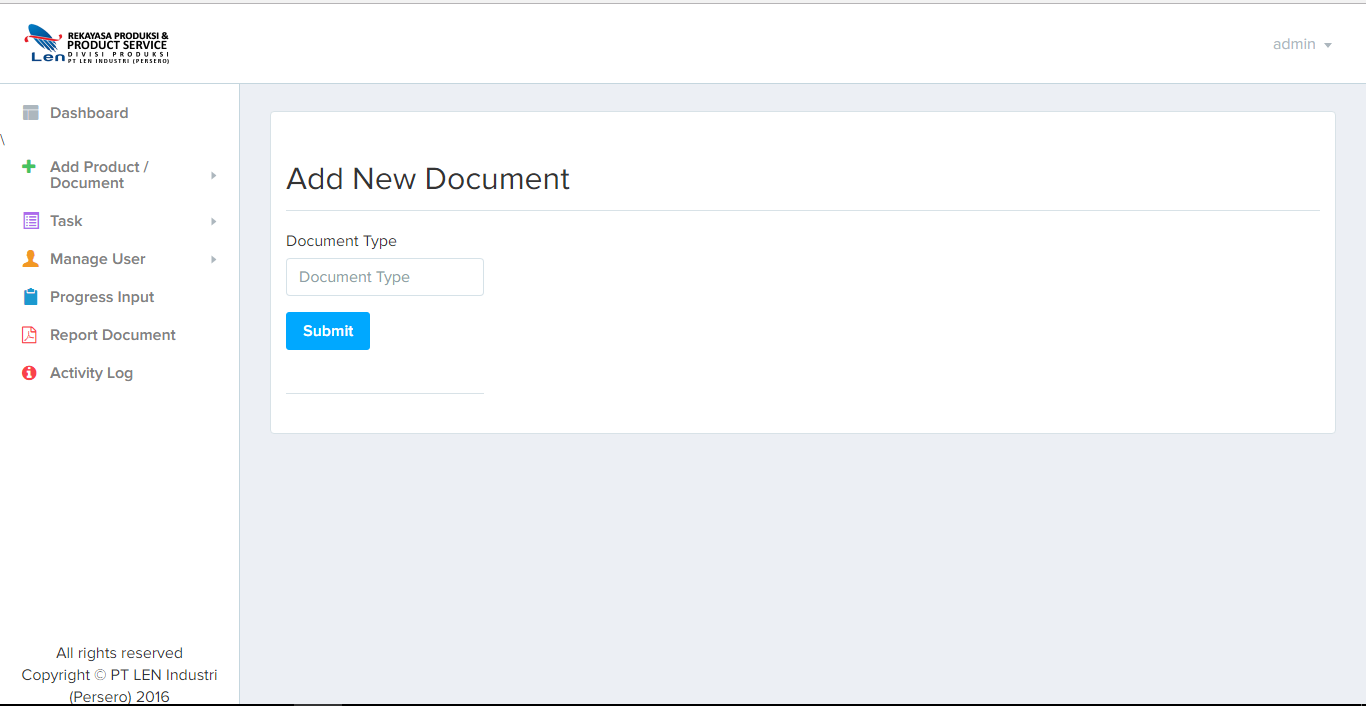 REKAYASA PRODUKSI &
PRODUCT SERVICE
DIVISI PRODUKSI
Len PT LEN INDUSTRI (PERSERO)
admin
Dashboard
\
Add Product /
Document
Task
Manage User
Progress Input
Report Document
Activity Log
Add New Document
Document Type
Document Type
Submit
All rights reserved
Copyright © PT LEN Industri
(Persero) 2016